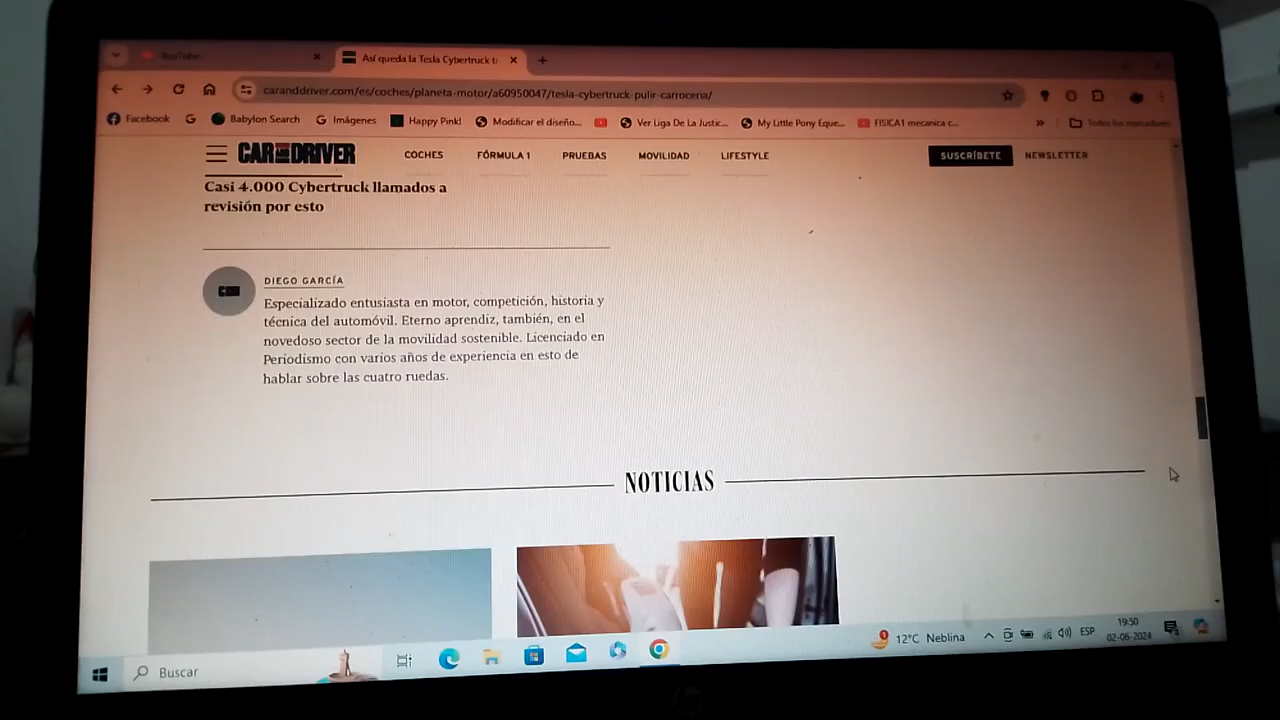 YouTube
Así queda la Tesla Cybertruck t
caranddriver.com/es/coches/planeta-motor/a60950047/tesla-cybertruck-pulir-carroceria/
Facebook
Babylon Search
Imágenes
Happy Pink!
Modificar el diseño...
Ver Liga De La Justic...
My Little Pony Eque...
FISICA1 mecanica c...
Todos los marcadores
CAR AND DRIVER
COCHES
FÓRMULA 1
PRUEBAS
MOVILIDAD
LIFESTYLE
SUSCRÍBETE
NEWSLETTER
Casi 4.000 Cybertruck llamados a
revisión por esto
DIEGO GARCÍA
Especializado entusiasta en motor, competición, historia y
técnica del automóvil. Eterno aprendiz, también, en el
novedoso sector de la movilidad sostenible. Licenciado en
Periodismo con varios años de experiencia en esto de
hablar sobre las cuatro ruedas.
NOTICIAS
Buscar
12°C Neblina
ESP
19:50
02-06-2024